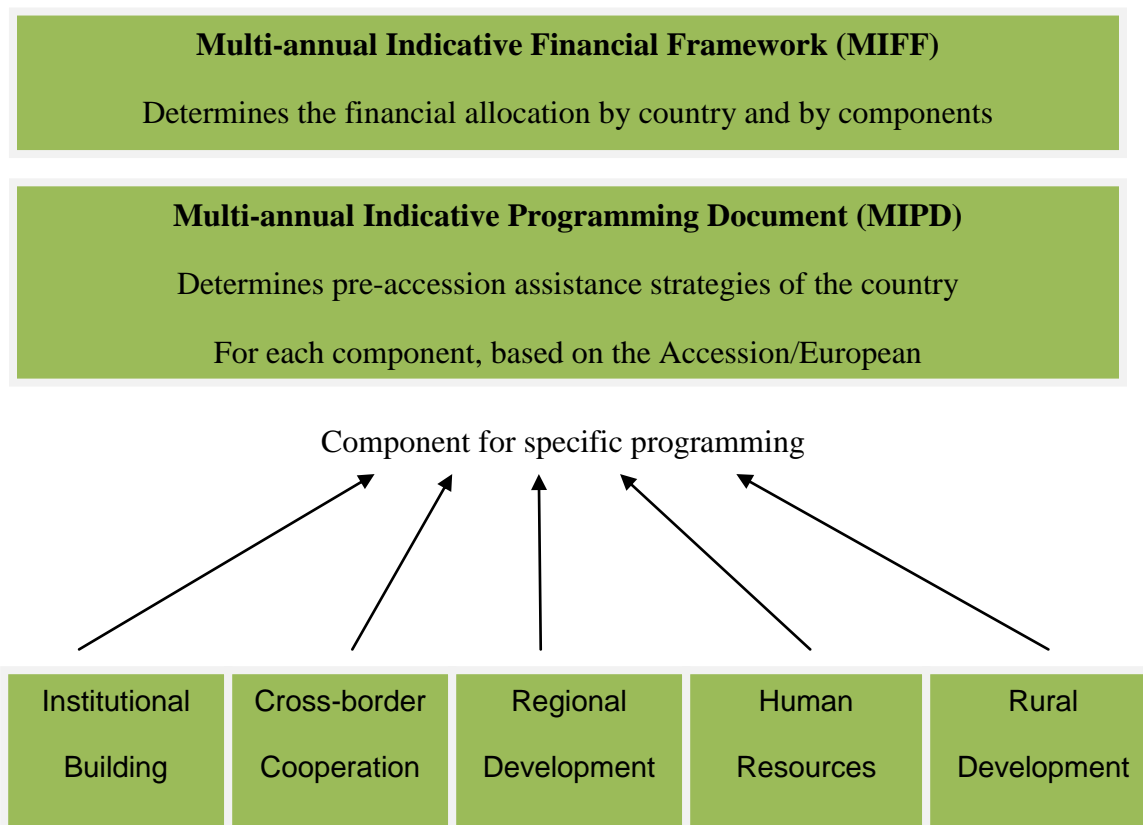 Multi-annual Indicative Financial Framework (MIFF)
Determines the financial allocation by country and by components
Multi-annual Indicative Programming Document (MIPD)
Determines pre-accession assistance strategies of the country
For each component, based on the Accession/European
Component for specific programming
Institutional
Building
Cross-border
Cooperation
Regional
Development
Human
Resources
Rural
Development